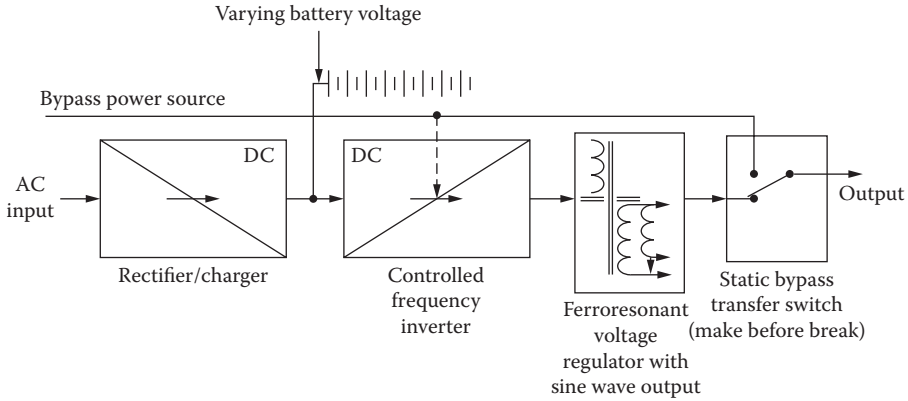 Varying battery voltage
Bypass power source
DC
DC
AC
input
Output
Rectifier/charger
Controlled
frequency
inverter
Ferroresonant
voltage
regulator with
sine wave output
Static bypass
transfer switch
(make before break)